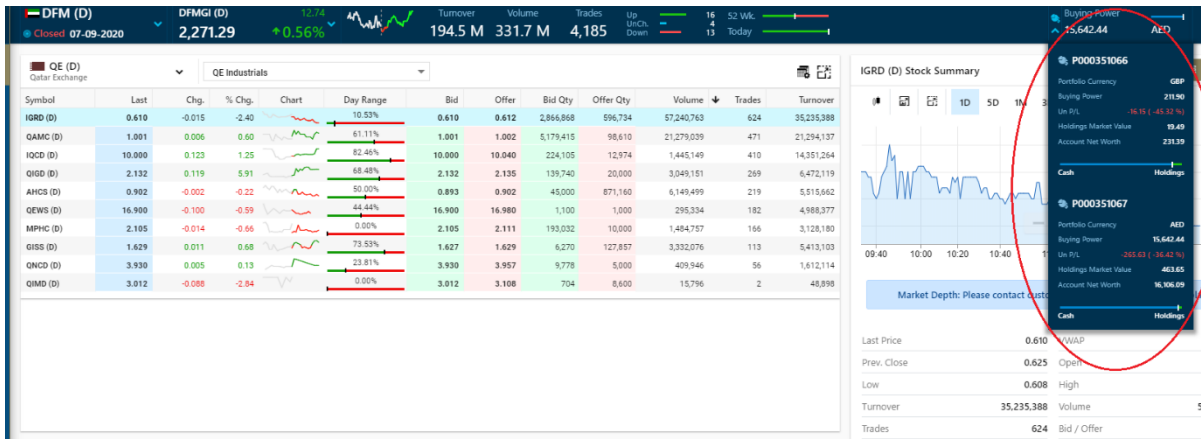 DFM (D)
Closed 07-09-2020
DFMGI (D) 12.74
2,271.29 0.56%
Turnover Volume Trades
194.5 M 331.7 M 4,185
Up 16
UnCh. 4
Down 13
52 Wk.
Today
Buying Power
15,642.44 AED
QE (D)
Qatar Exchange
QE Industrials
Symbol Last Chg. % Chg. Chart Day Range Bid Offer Bid Qty Offer Qty Volume Trades Turnover
IGRD (D) 0.610 -0.015 -2.40 10.53% 0.610 0.612 2,866,868 596,734 57,240,763 624 35,235,388
QAMC (D) 1.001 0.006 0.60 61.11% 1.001 1.002 5,179,415 98,610 21,279,039 471 21,294,137
IQCD (D) 10.000 0.123 1.25 82.46% 10.000 10.040 224,105 12,974 1,445,149 410 14,351,264
QIGD (D) 2.132 0.119 5.91 68.48% 2.132 2.135 139,740 20,000 3,049,151 269 6,472,119
AHCS (D) 0.902 -0.002 -0.22 50.00% 0.893 0.902 45,000 871,160 6,149,499 219 5,515,662
QEWS (D) 16.900 -0.100 -0.59 44.44% 16.900 16.980 1,100 1,000 295,334 182 4,988,377
MPHC (D) 2.105 -0.014 -0.66 0.00% 2.105 2.111 193,032 10,000 1,484,757 166 3,128,180
GISS (D) 1.629 0.011 0.68 73.53% 1.627 1.629 6,270 127,857 3,332,076 113 5,413,103
QNCD (D) 3.930 0.005 0.13 23.81% 3.930 3.957 9,778 5,000 409,946 56 1,612,114
QIMD (D) 3.012 -0.088 -2.84 0.00% 3.012 3.108 704 8,600 15,796 2 48,898
IGRD (D) Stock Summary
1D 5D 1M 3
09:40 10:00 10:20 10:40
Market Depth: Please contact
Last Price 0.610 VWAP
Prev. Close 0.625 Open
Low 0.608 High
Turnover 35,235,388 Volume 5
Trades 624 Bid / Offer
P000351066
Portfolio Currency GBP
Buying Power 211.90
Un P/L -16.15 (-45.32 %)
Holdings Market Value 19.49
Account Net Worth 231.39
Cash Holdings
P000351067
Portfolio Currency AED
Buying Power 15,642.44
Un P/L -265.63 (-36.42 %)
Holdings Market Value 463.65
Account Net Worth 16,106.09
Cash Holdings